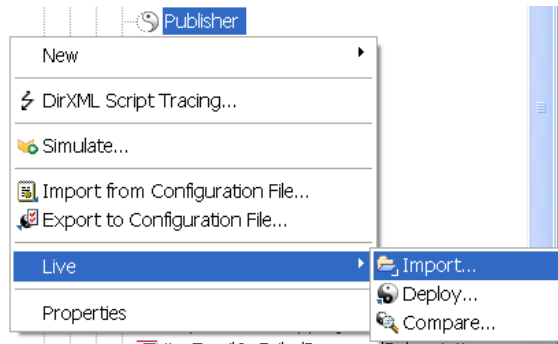 Publisher
New
DirXML Script Tracing...
Simulate...
Import from Configuration File...
Export to Configuration File...
Live
Import...
Deploy...
Properties
Compare...